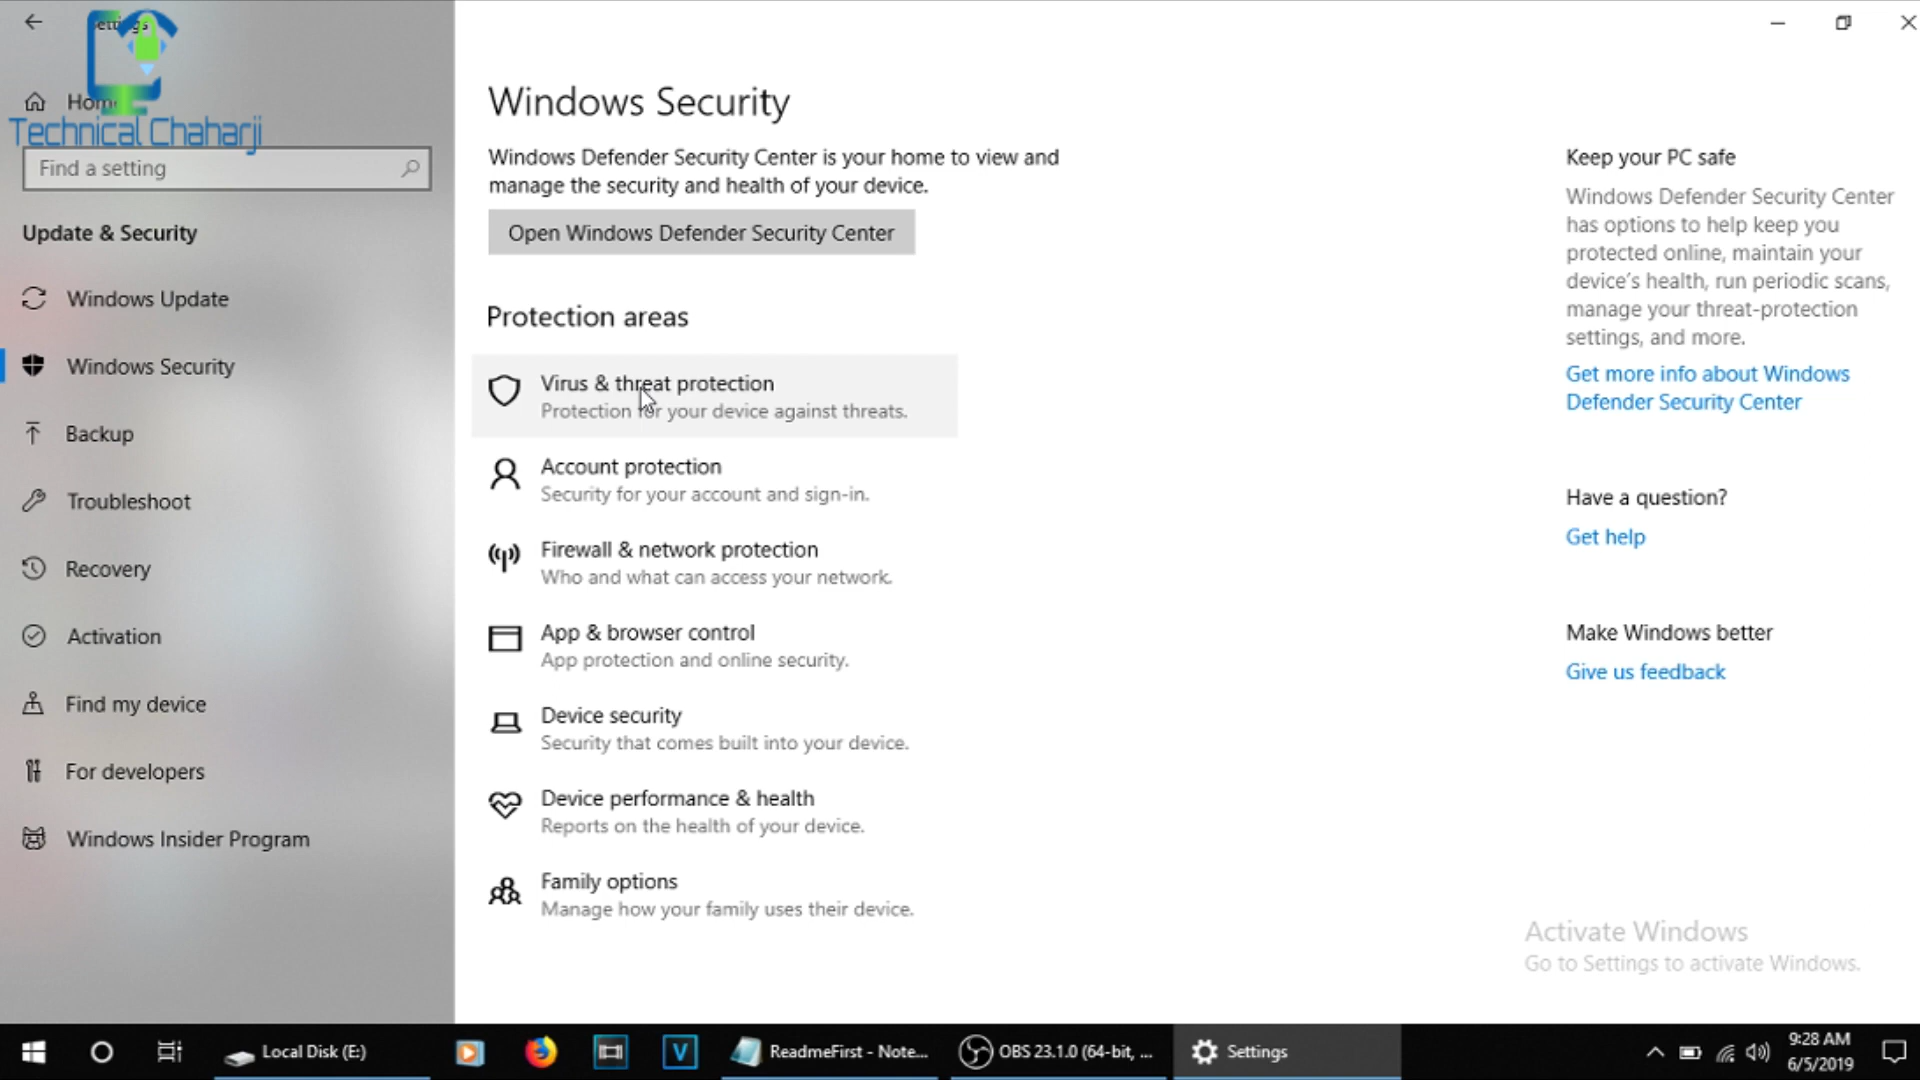 Settings
Home
Technical Chaharji
Find a setting
Update & Security
Windows Update
Windows Security
Backup
Troubleshoot
Recovery
Activation
Find my device
For developers
Windows Insider Program
Windows Security
Windows Defender Security Center is your home to view and
manage the security and health of your device.
Open Windows Defender Security Center
Protection areas
Virus & threat protection
Protection for your device against threats.
Account protection
Security for your account and sign-in.
Firewall & network protection
Who and what can access your network.
App & browser control
App protection and online security.
Device security
Security that comes built into your device.
Device performance & health
Reports on the health of your device.
Family options
Manage how your family uses their device.
Keep your PC safe
Windows Defender Security Center
has options to help keep you
protected online, maintain your
device's health, run periodic scans,
manage your threat-protection
settings, and more.
Get more info about Windows
Defender Security Center
Have a question?
Get help
Make Windows better
Give us feedback
Activate Windows
Go to Settings to activate Windows.
Local Disk (E:)
V
ReadmeFirst - Note...
OBS 23.1.0 (64-bit, ...
Settings
9:28 AM
6/5/2019